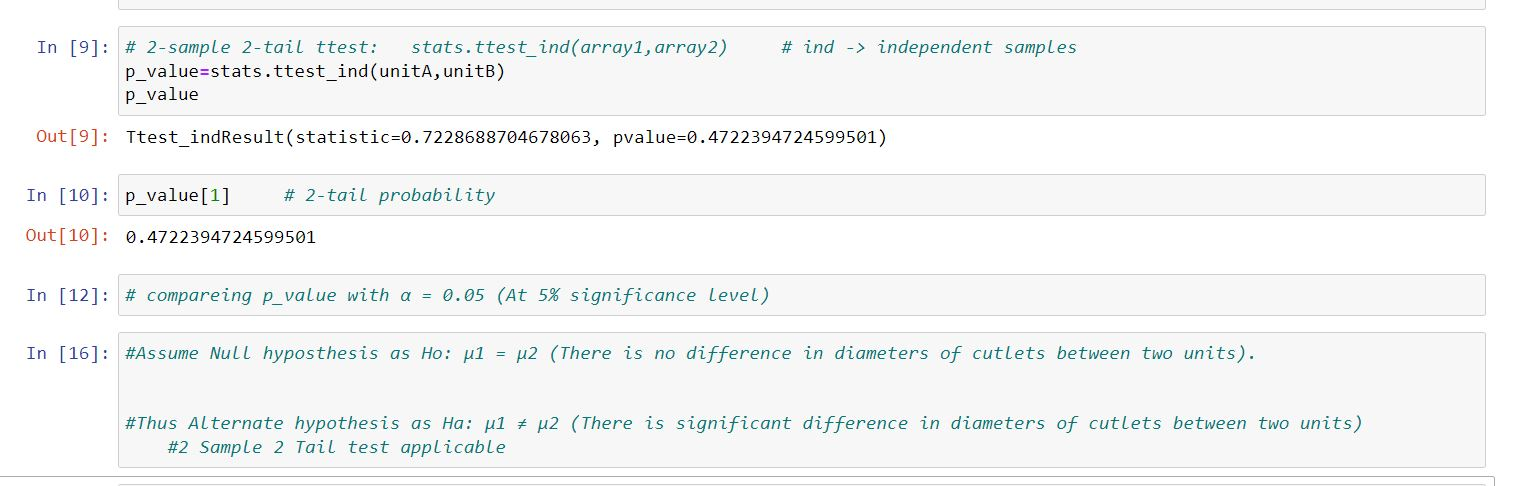 In [9]: # 2-sample 2-tail ttest:   stats.ttest_ind(array1,array2)     # ind -> independent samples
p_value=stats.ttest_ind(unitA,unitB)
p_value
Out[9]: Ttest_indResult(statistic=0.7228688704678063, pvalue=0.4722394724599501)
In [10]: p_value[1]     # 2-tail probability
Out[10]: 0.4722394724599501
In [12]: # compareing p_value with α = 0.05 (At 5% significance level)
In [16]: #Assume Null hyposthesis as Ho: μ1 = μ2 (There is no difference in diameters of cutlets between two units).
#Thus Alternate hypothesis as Ha: μ1 ≠ μ2 (There is significant difference in diameters of cutlets between two units)
#2 Sample 2 Tail test applicable